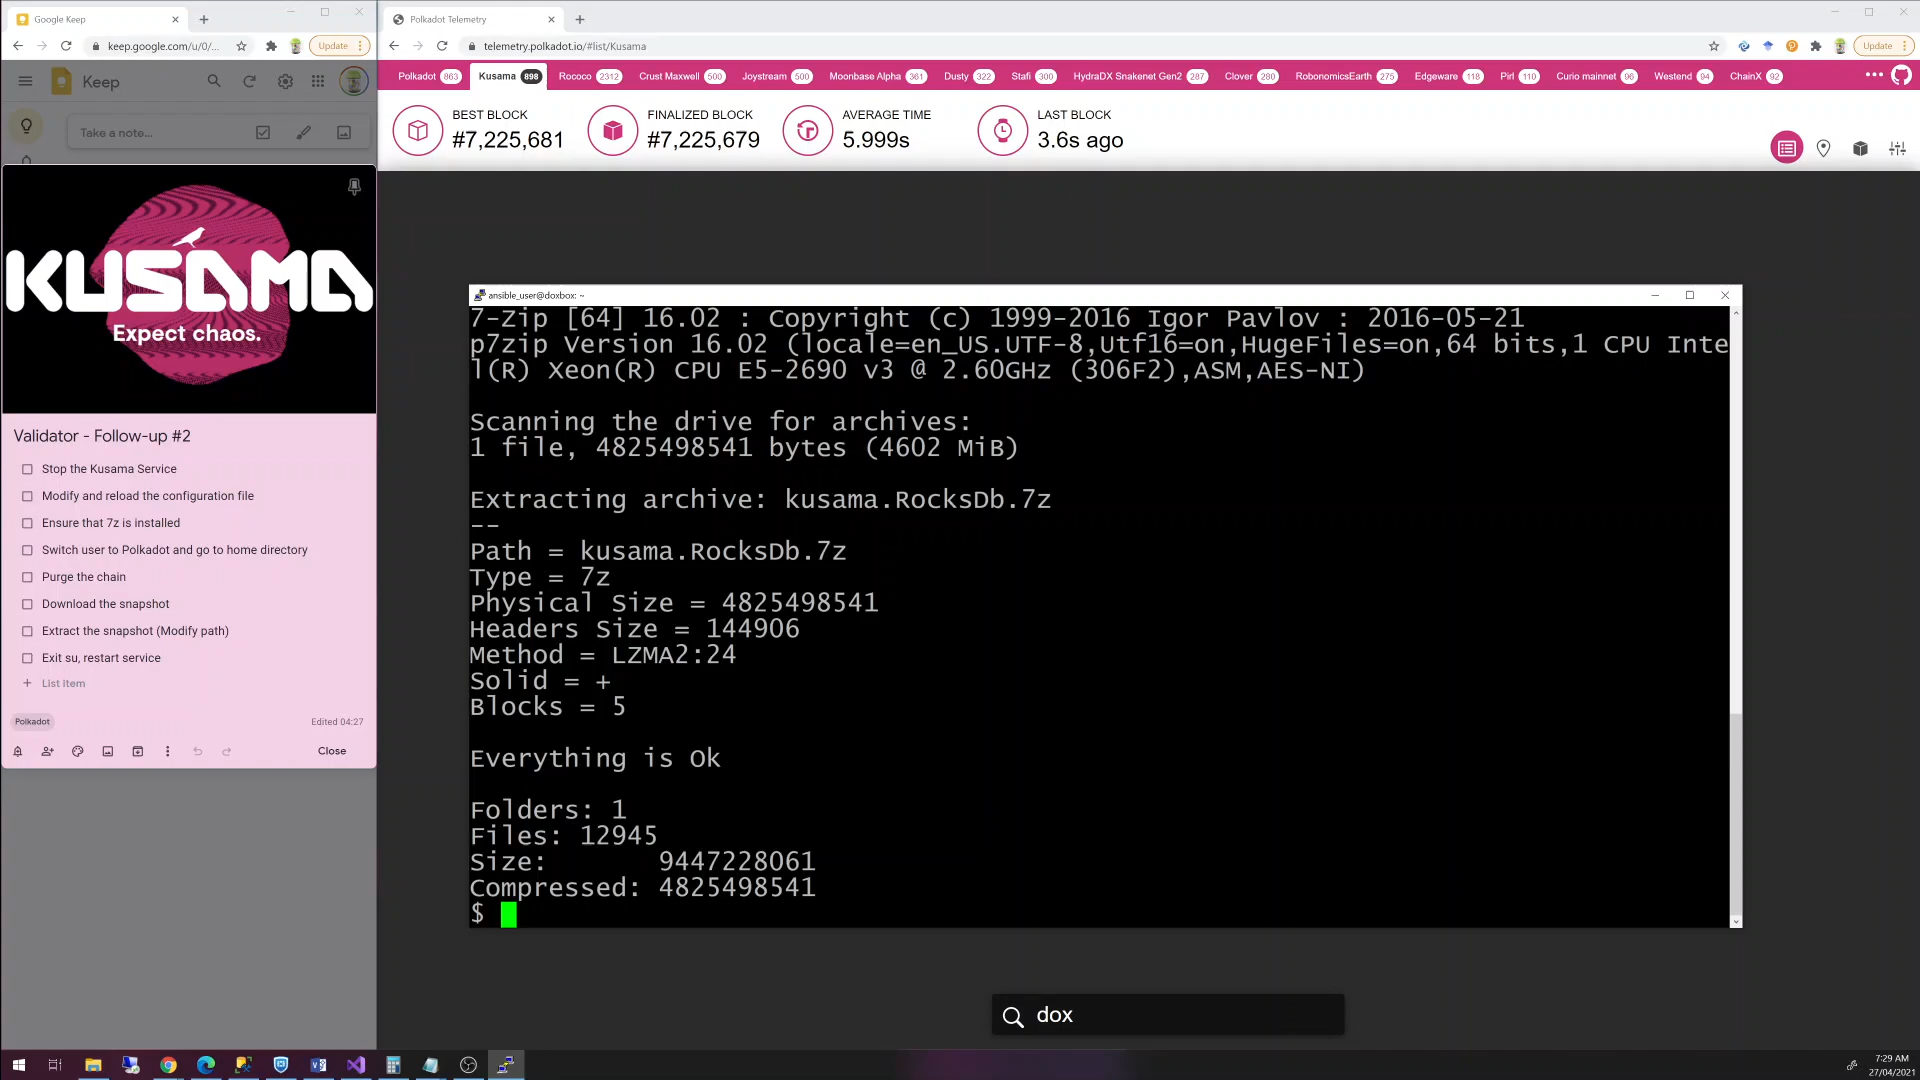 Google Keep
Polkadot Telemetry
keep.google.com/u/0/...
Update
telemetry.polkadot.io/#list/Kusama
Update
Keep
Polkadot 863
Kusama 898
Rococo 2312
Crust Maxwell 500
Joystream 500
Moonbase Alpha 361
Dusty 322
Stafi 300
HydraDX Snakenet Gen2 287
Clover 280
RobonomicsEarth 275
Edgeware 118
Pirl 110
Curio mainnet 96
Westend 94
ChainX 92
Take a note...
BEST BLOCK
#7,225,681
FINALIZED BLOCK
#7,225,679
AVERAGE TIME
5.999s
LAST BLOCK
3.6s ago
KUSAMA
Expect chaos.
Validator - Follow-up #2
Stop the Kusama Service
Modify and reload the configuration file
Ensure that 7z is installed
Switch user to Polkadot and go to home directory
Purge the chain
Download the snapshot
Extract the snapshot (Modify path)
Exit su, restart service
+ List item
Polkadot
Edited 04:27
Close
ansible_user@doxbox: ~
7-Zip [64] 16.02 : Copyright (c) 1999-2016 Igor Pavlov : 2016-05-21
p7zip Version 16.02 (locale=en_US.UTF-8,Utf16=on,HugeFiles=on,64 bits,1 CPU Inte
l(R) Xeon(R) CPU E5-2690 v3 @ 2.60GHz (306F2),ASM,AES-NI)
Scanning the drive for archives:
1 file, 4825498541 bytes (4602 MiB)
Extracting archive: kusama.RocksDb.7z
--
Path = kusama.RocksDb.7z
Type = 7z
Physical Size = 4825498541
Headers Size = 144906
Method = LZMA2:24
Solid = +
Blocks = 5
Everything is Ok
Folders: 1
Files: 12945
Size: 9447228061
Compressed: 4825498541
$
dox
7:29 AM
27/04/2021